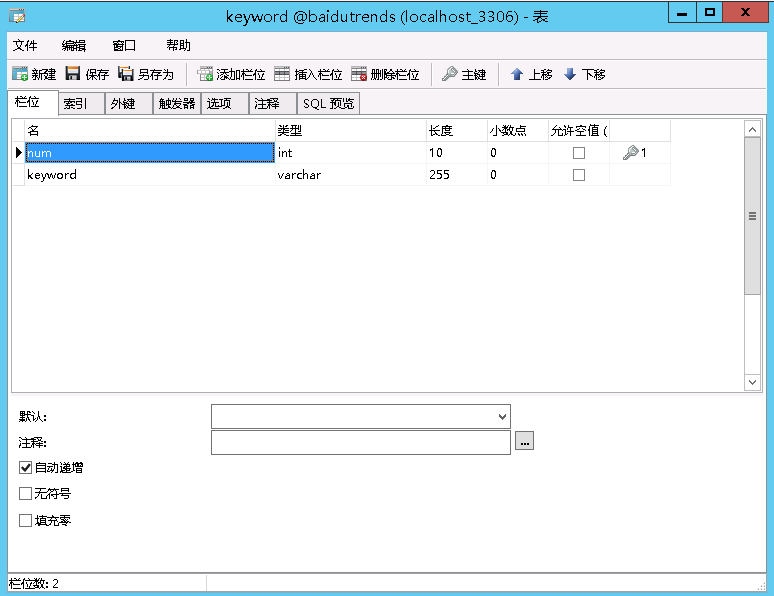 keyword @baidutrends (localhost_3306) - 表
文件 编辑 窗口 帮助
新建 保存 另存为 添加栏位 插入栏位 删除栏位 主键 上移 下移
栏位 索引 外键 触发器 选项 注释 SQL 预览
名 类型 长度 小数点 允许空值 (
num int 10 0 1
keyword varchar 255 0
默认:
注释:
...
自动递增
无符号
填充零
栏位数: 2